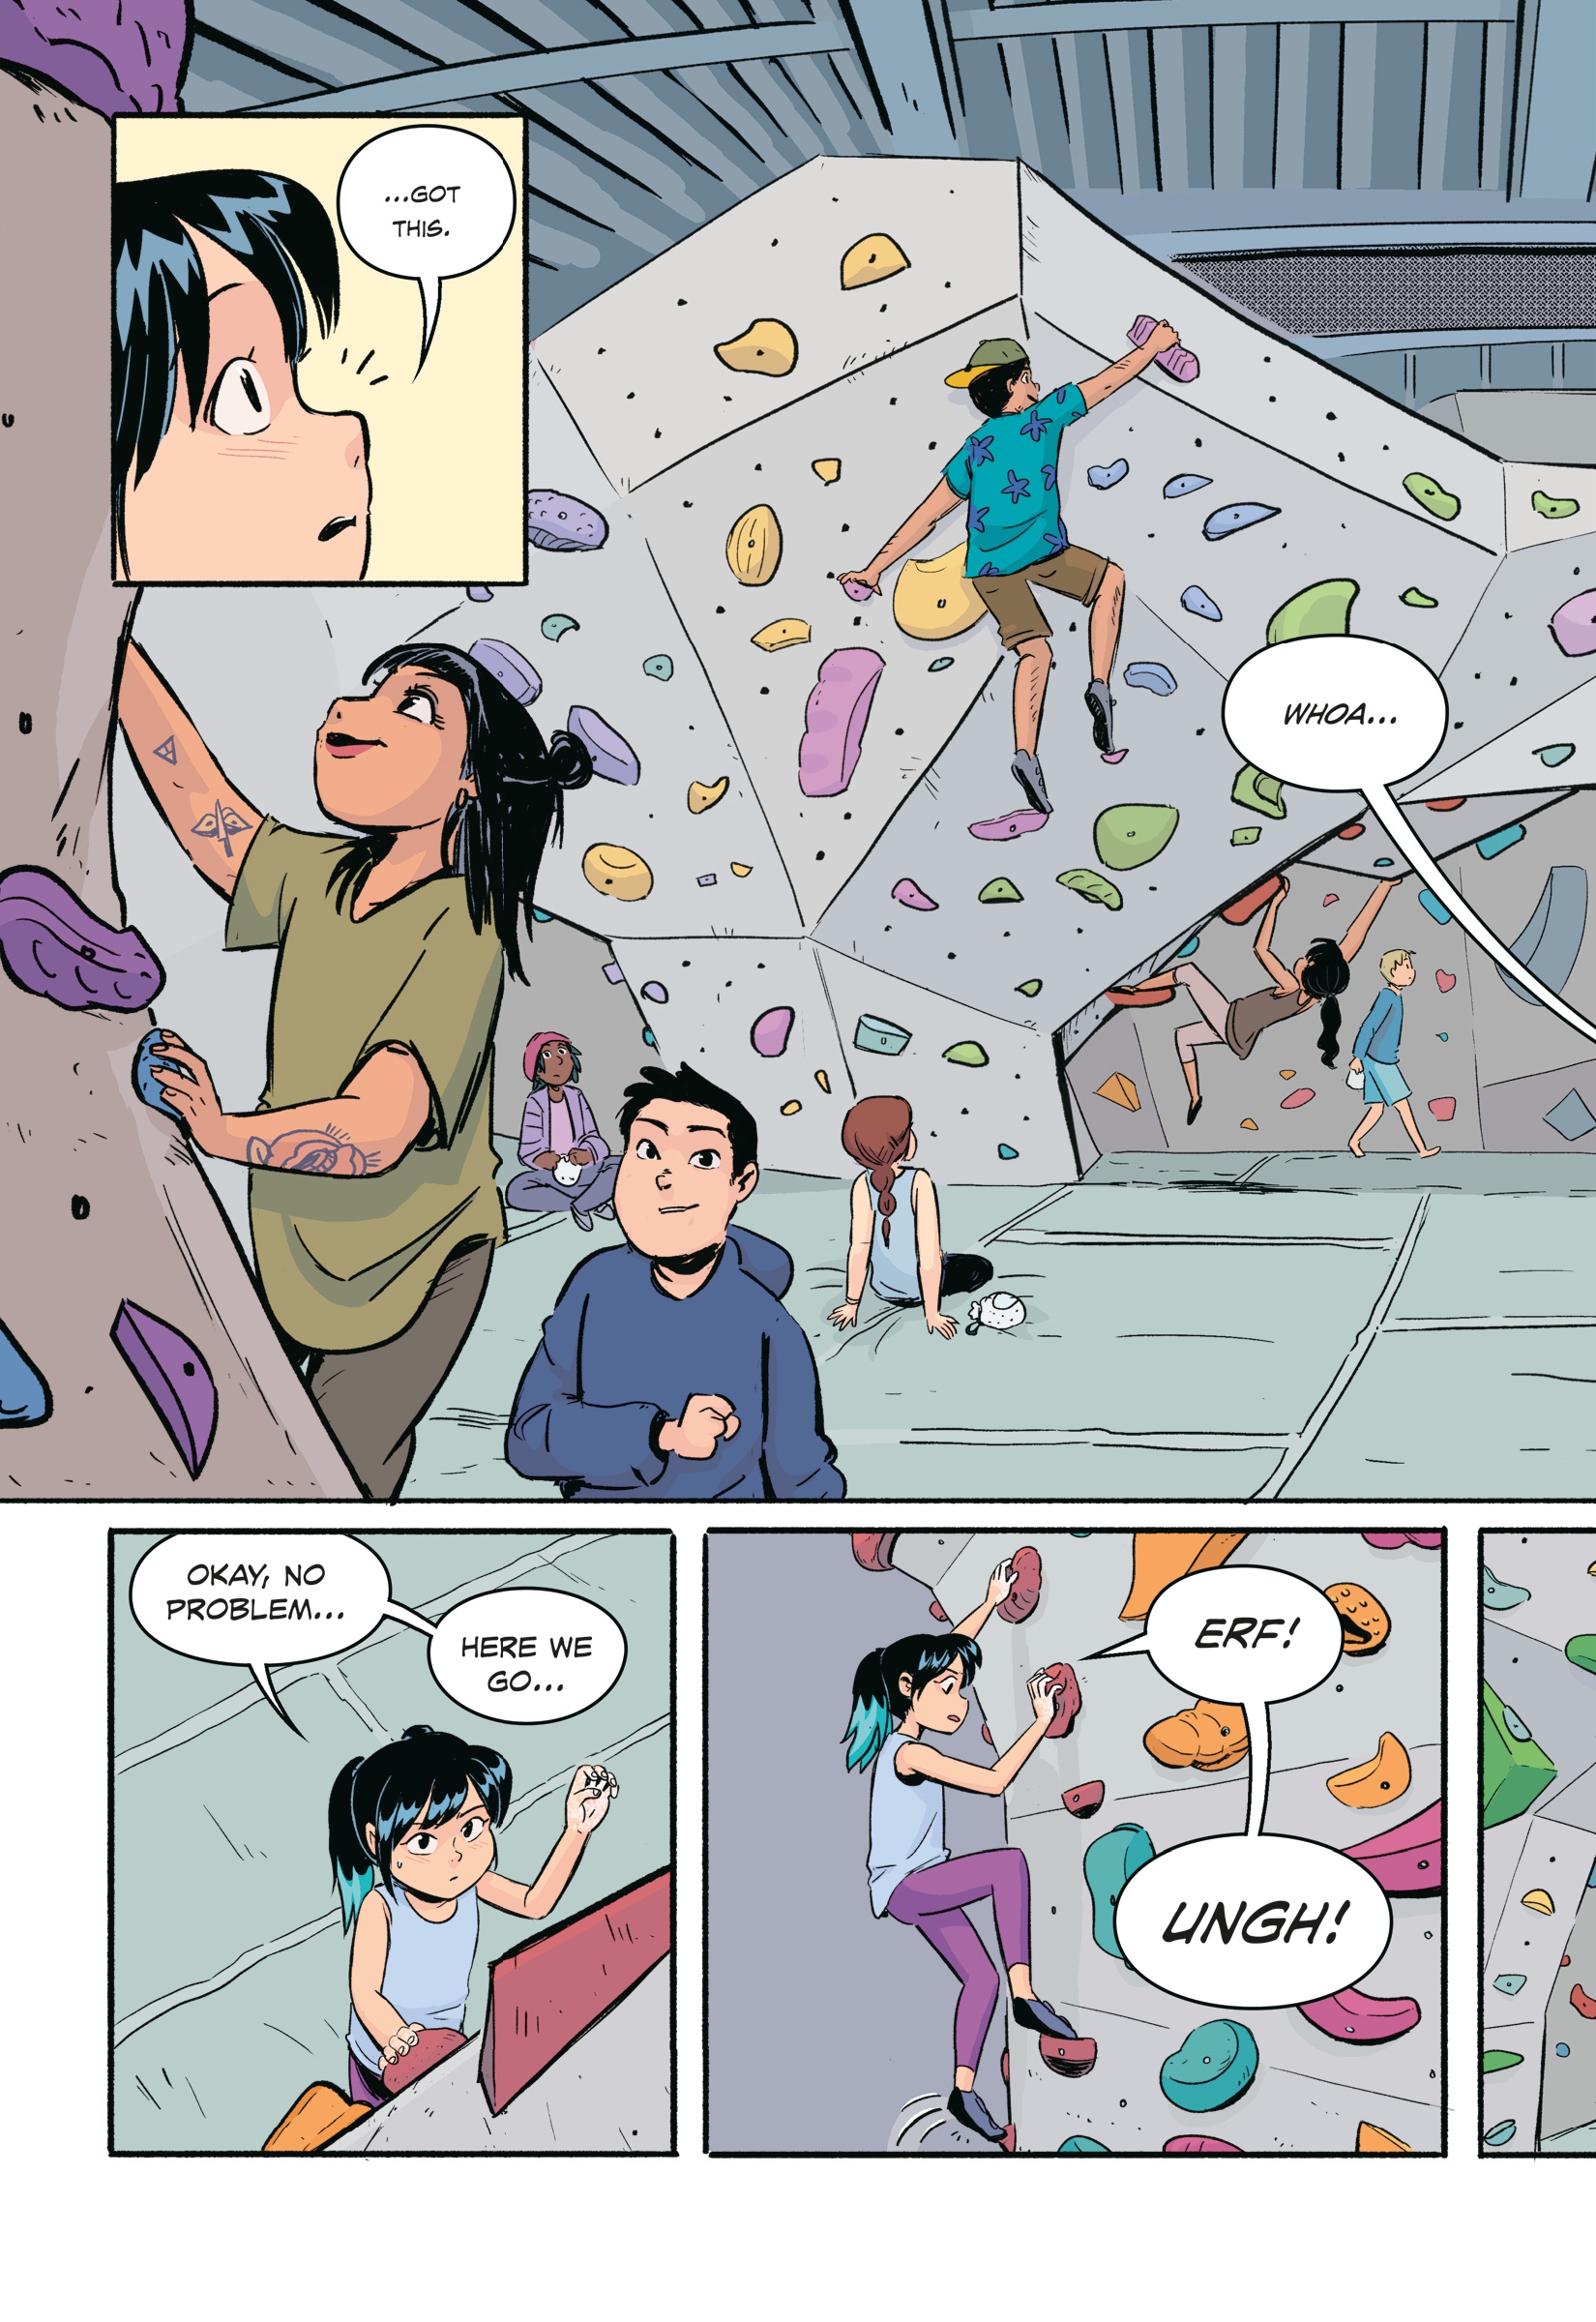 ...GOT
THIS.
WHOA...
OKAY, NO
PROBLEM...
HERE WE
GO...
ERF!
UNGH!